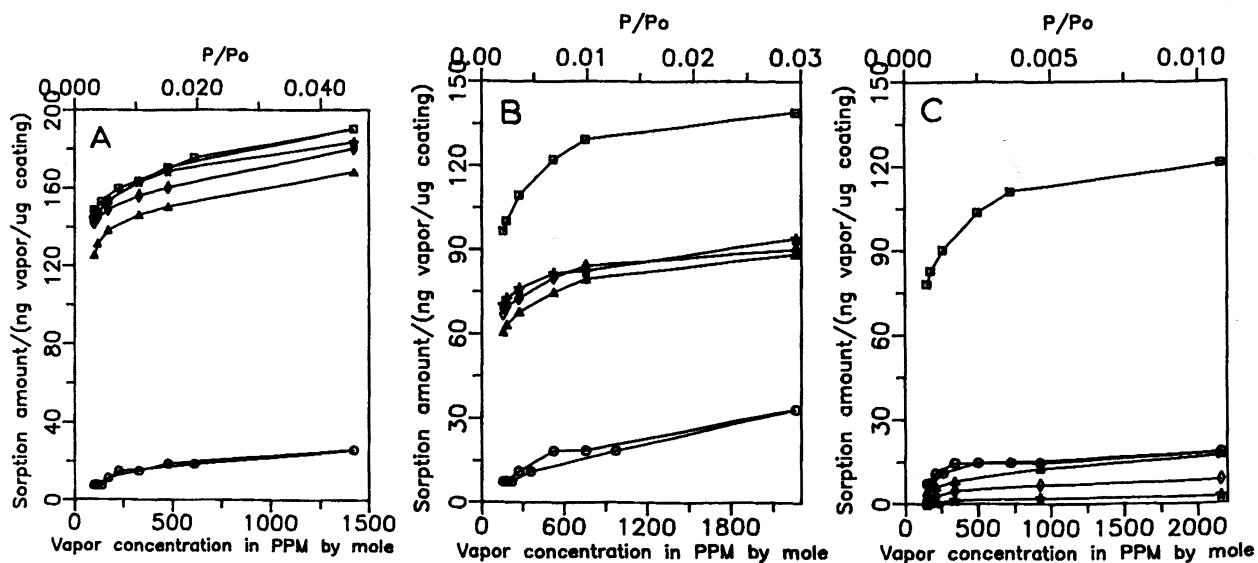 P/Po
0.000 0.020 0.040
A
200
160
120
80
40
0
Sorption amount/(ng vapor/ug coating)
0 500 1000 1500
Vapor concentration in PPM by mole
P/Po
0.00 0.01 0.02 0.03
B
150
120
90
60
30
0
Sorption amount/(ng vapor/ug coating)
0 600 1200 1800
Vapor concentration in PPM by mole
P/Po
0.000 0.005 0.010
C
150
120
90
60
30
0
Sorption amount/(ng vapor/ug coating)
0 500 1000 1500 2000
Vapor concentration in PPM by mole